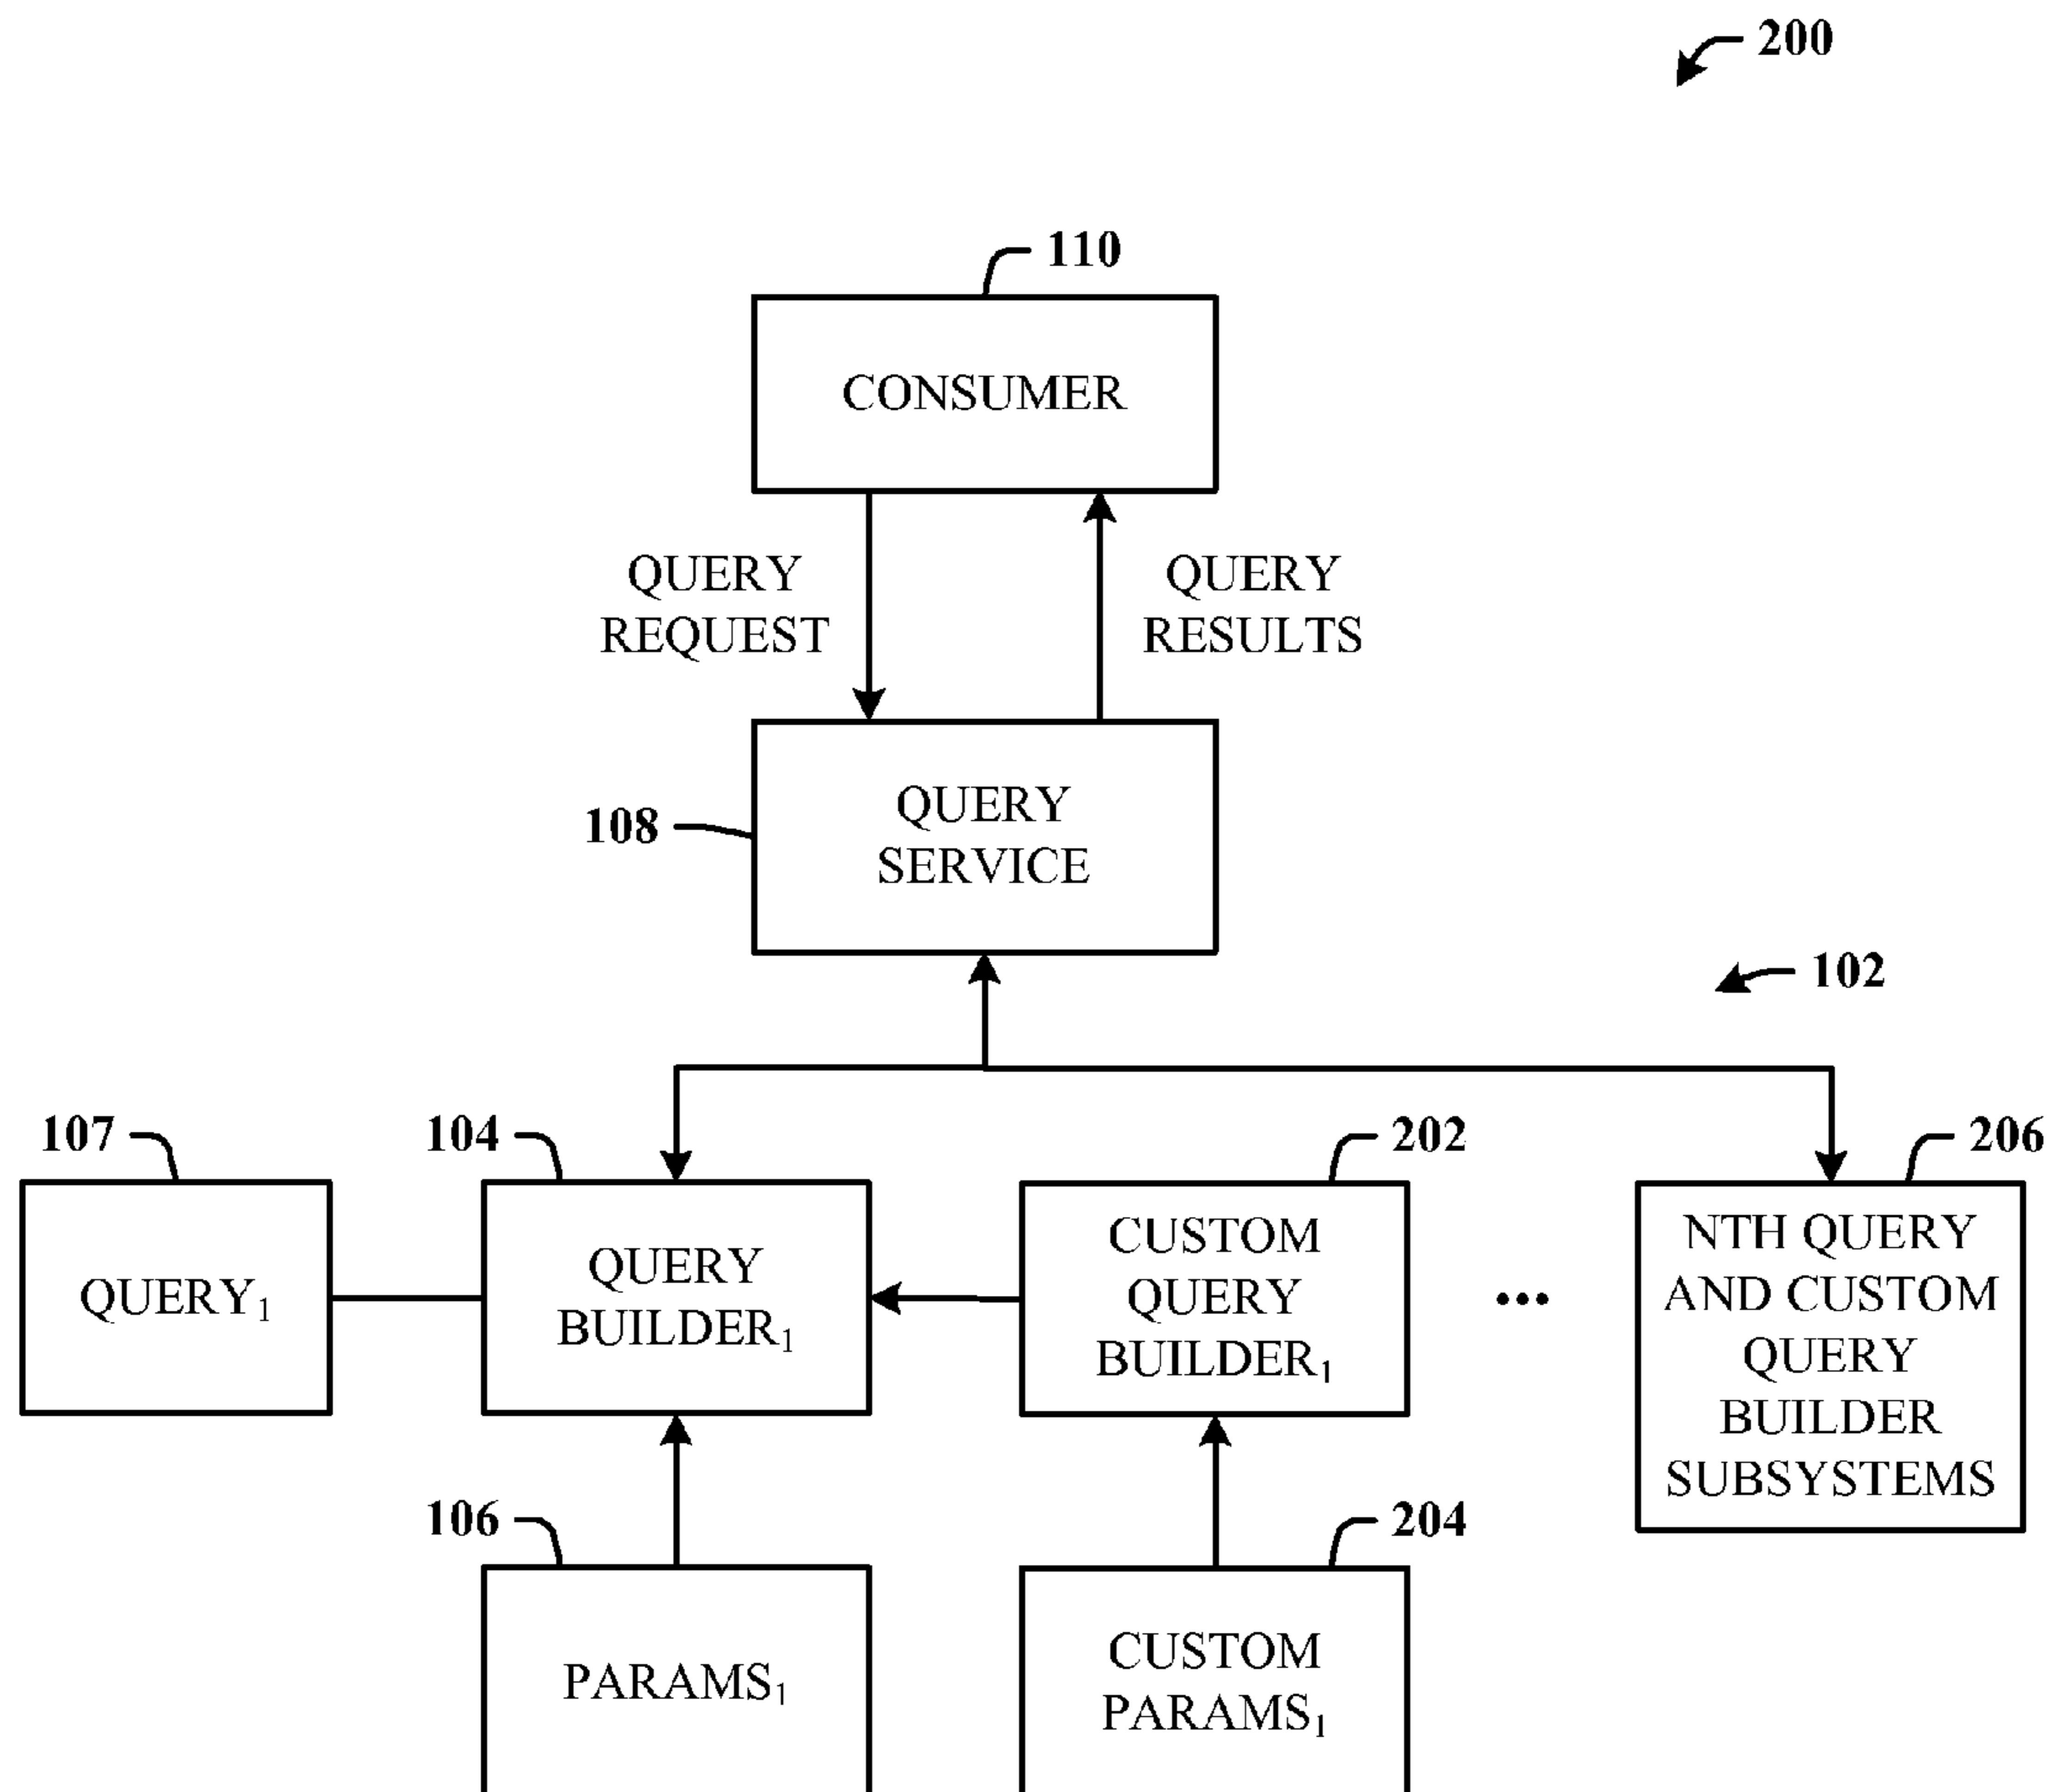 200
110
CONSUMER
QUERY
REQUEST
QUERY
RESULTS
108
QUERY
SERVICE
102
107
104
202
206
QUERY₁
QUERY
BUILDER₁
CUSTOM
QUERY
BUILDER₁
...
NTH QUERY
AND CUSTOM
QUERY
BUILDER
SUBSYSTEMS
106
204
PARAMS₁
CUSTOM
PARAMS₁